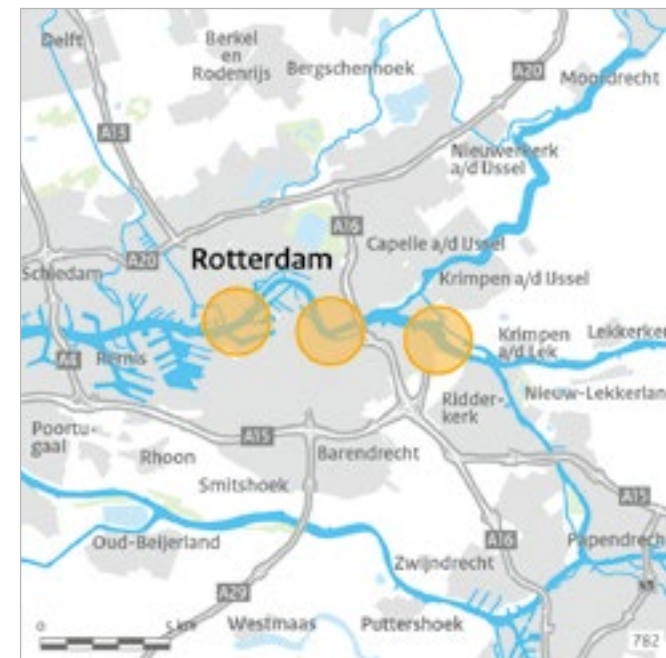 Delft
Berkel
en
Rodenrijs
Bergschenhoek
A20
Moordrecht
A13
Nieuwerkerk
a/d IJssel
A16
Capelle a/d IJssel
A20
Rotterdam
Schiedam
Krimpen a/d IJssel
Krimpen
a/d Lek
Lekkerker
A4
Pernis
Nieuw-Lekkerlan
Ridder-
kerk
Poortu-
gaal
A15
Rhoon
Barendrecht
Smitshoek
A15
Oud-Beijerland
A16
Papendrech
Zwijndrecht
A29
N3
0
5 km
Westmaas
Puttershoek
782